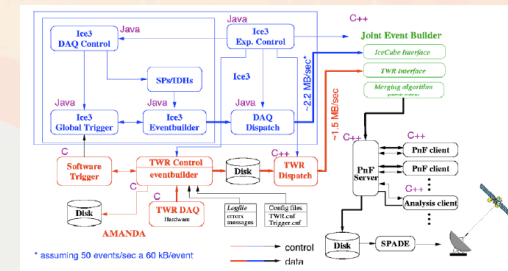 Ice3
DAQ Control
Java
Java
Ice3
Exp. Control
C++
Joint Event Builder
IceCube Interface
TWR Interface
Merging algorithm
SPs/IDHs
Ice3
~2.2 MB/sec*
~1.5 MB/sec
Java
Java
Java
Ice3
Global Trigger
Ice3
Eventbuilder
DAQ
Dispatch
C
C
C++
Software
Trigger
TWR Control
eventbuilder
Disk
TWR
Dispatch
Disk
TWR DAQ
Hardware
AMANDA
Logfile
errors
messages
Config files
TWR.cnf
Trigger.cnf
C++
C++
PnF
Server
PnF client
C++
PnF client
C++
Analysis client
Disk
SPADE
control
data
* assuming 50 events/sec a 60 kB/event